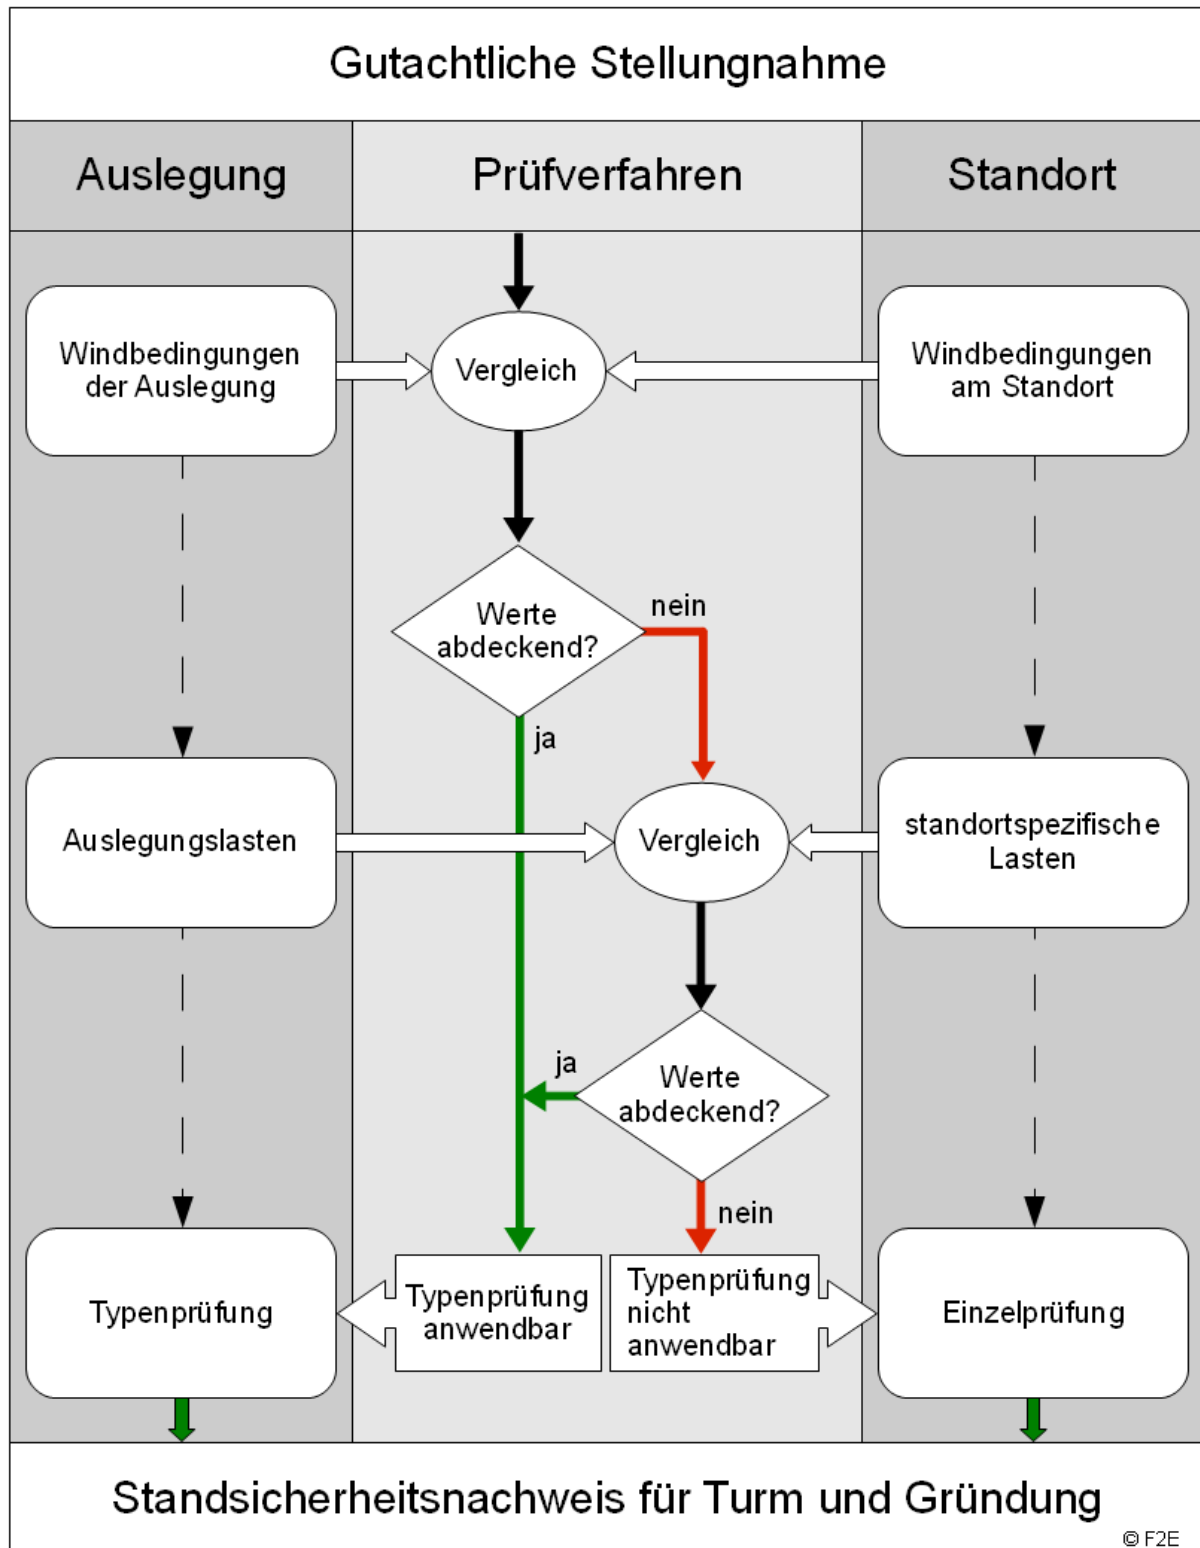 Gutachtliche Stellungnahme
Auslegung
Prüfverfahren
Standort
Windbedingungen
der Auslegung
Vergleich
Windbedingungen
am Standort
Werte
abdeckend?
nein
ja
Auslegungslasten
Vergleich
standortspezifische
Lasten
ja
Werte
abdeckend?
nein
Typenprüfung
Typenprüfung
anwendbar
Typenprüfung
nicht
anwendbar
Einzelprüfung
Standsicherheitsnachweis für Turm und Gründung
© F2E